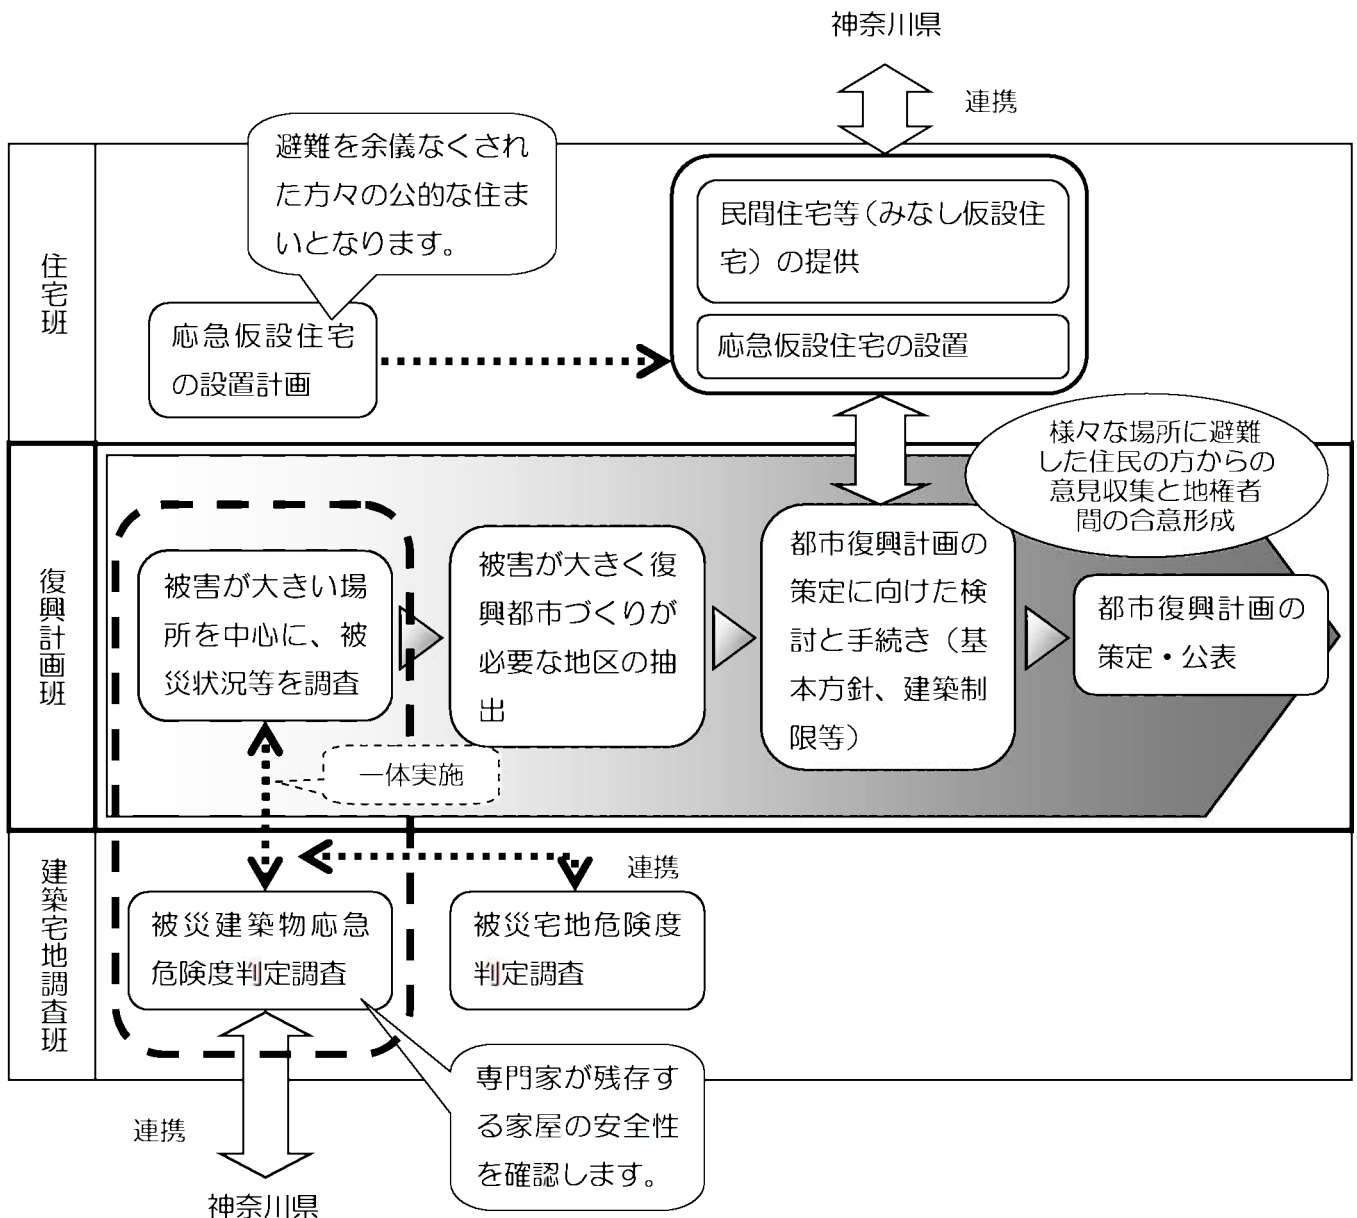 神奈川県
連携
避難を余儀なくされ
た方々の公的な住ま
いとなります。
民間住宅等（みなし仮設住
宅）の提供
住宅班
応急仮設住宅
の設置計画
応急仮設住宅の設置
様々な場所に避難
した住民の方からの
意見収集と地権者
間の合意形成
復興計画班
被害が大きい場
所を中心に、被
災状況等を調査
被害が大きく復
興都市づくりが
必要な地区の抽
出
都市復興計画の
策定に向けた検
討と手続き（基
本方針、建築制
限等）
都市復興計画の
策定・公表
一体実施
建築宅地調査班
連携
被災建築物応急
危険度判定調査
被災宅地危険度
判定調査
専門家が残存す
る家屋の安全性
を確認します。
連携
神奈川県